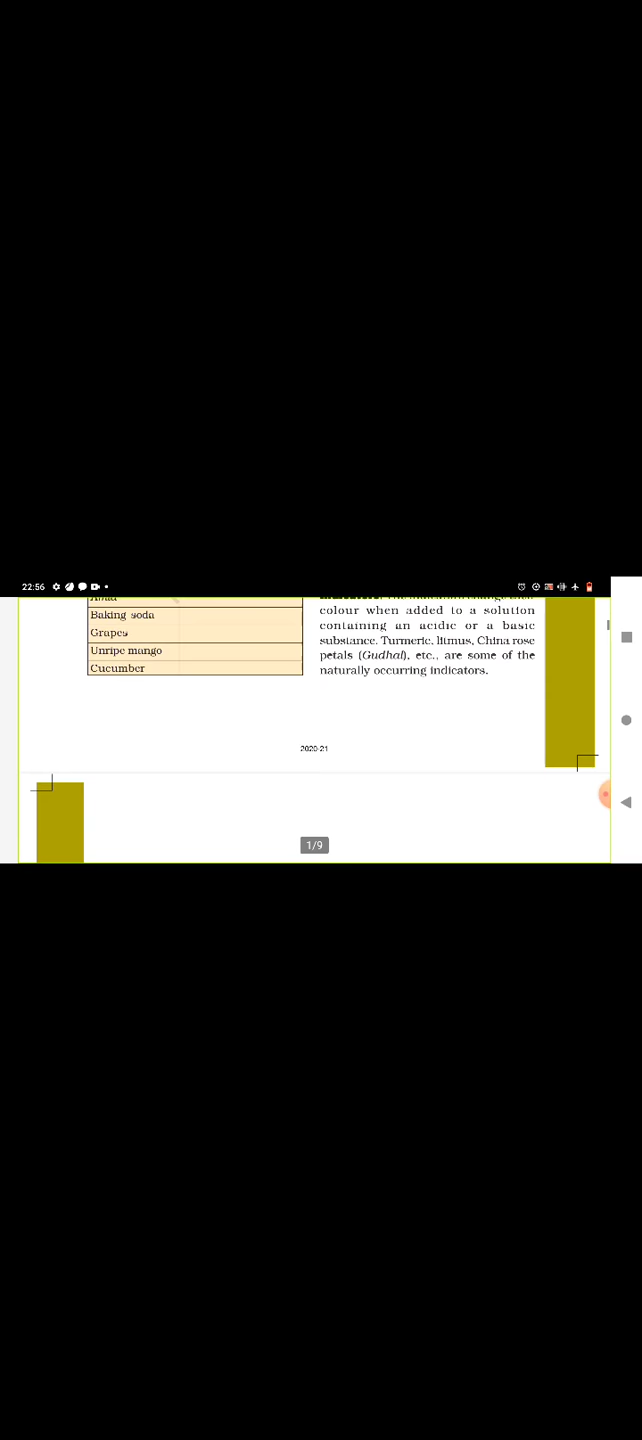 22:56
Baking soda
Grapes
Unripe mango
Cucumber
colour when added to a solution
containing an acidic or a basic
substance. Turmeric, litmus, China rose
petals (Gudhal), etc., are some of the
naturally occurring indicators.
2020-21
1/9